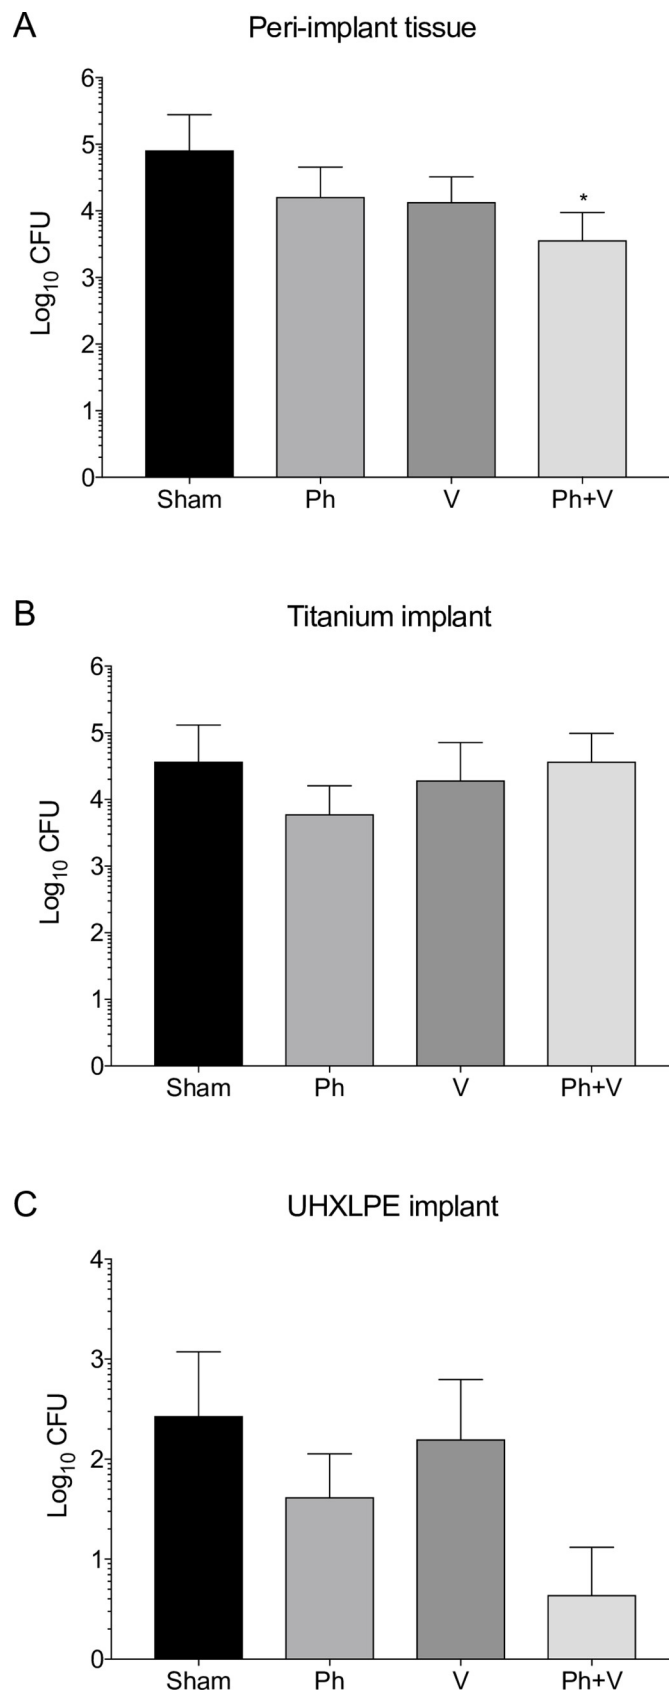 A
Peri-implant tissue
6
5
4
3
2
1
0
Log10 CFU
*
Sham Ph V Ph+V
B
Titanium implant
6
5
4
3
2
1
0
Log10 CFU
Sham Ph V Ph+V
C
UHXLPE implant
4
3
2
1
0
Log10 CFU
Sham Ph V Ph+V